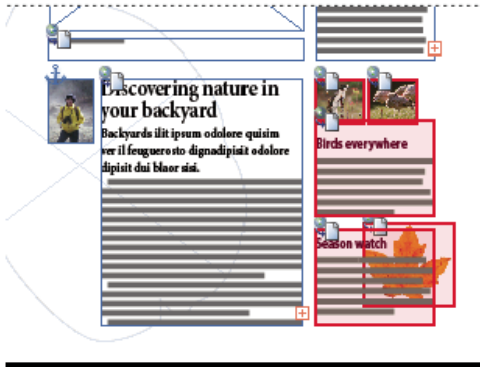 Discovering nature in
your backyard
Backyards ilit ipsum odolore quisim
ver il feuguerosto dignadipisit odolore
dipisit dui blaor sisi.
Birds everywhere
Season watch